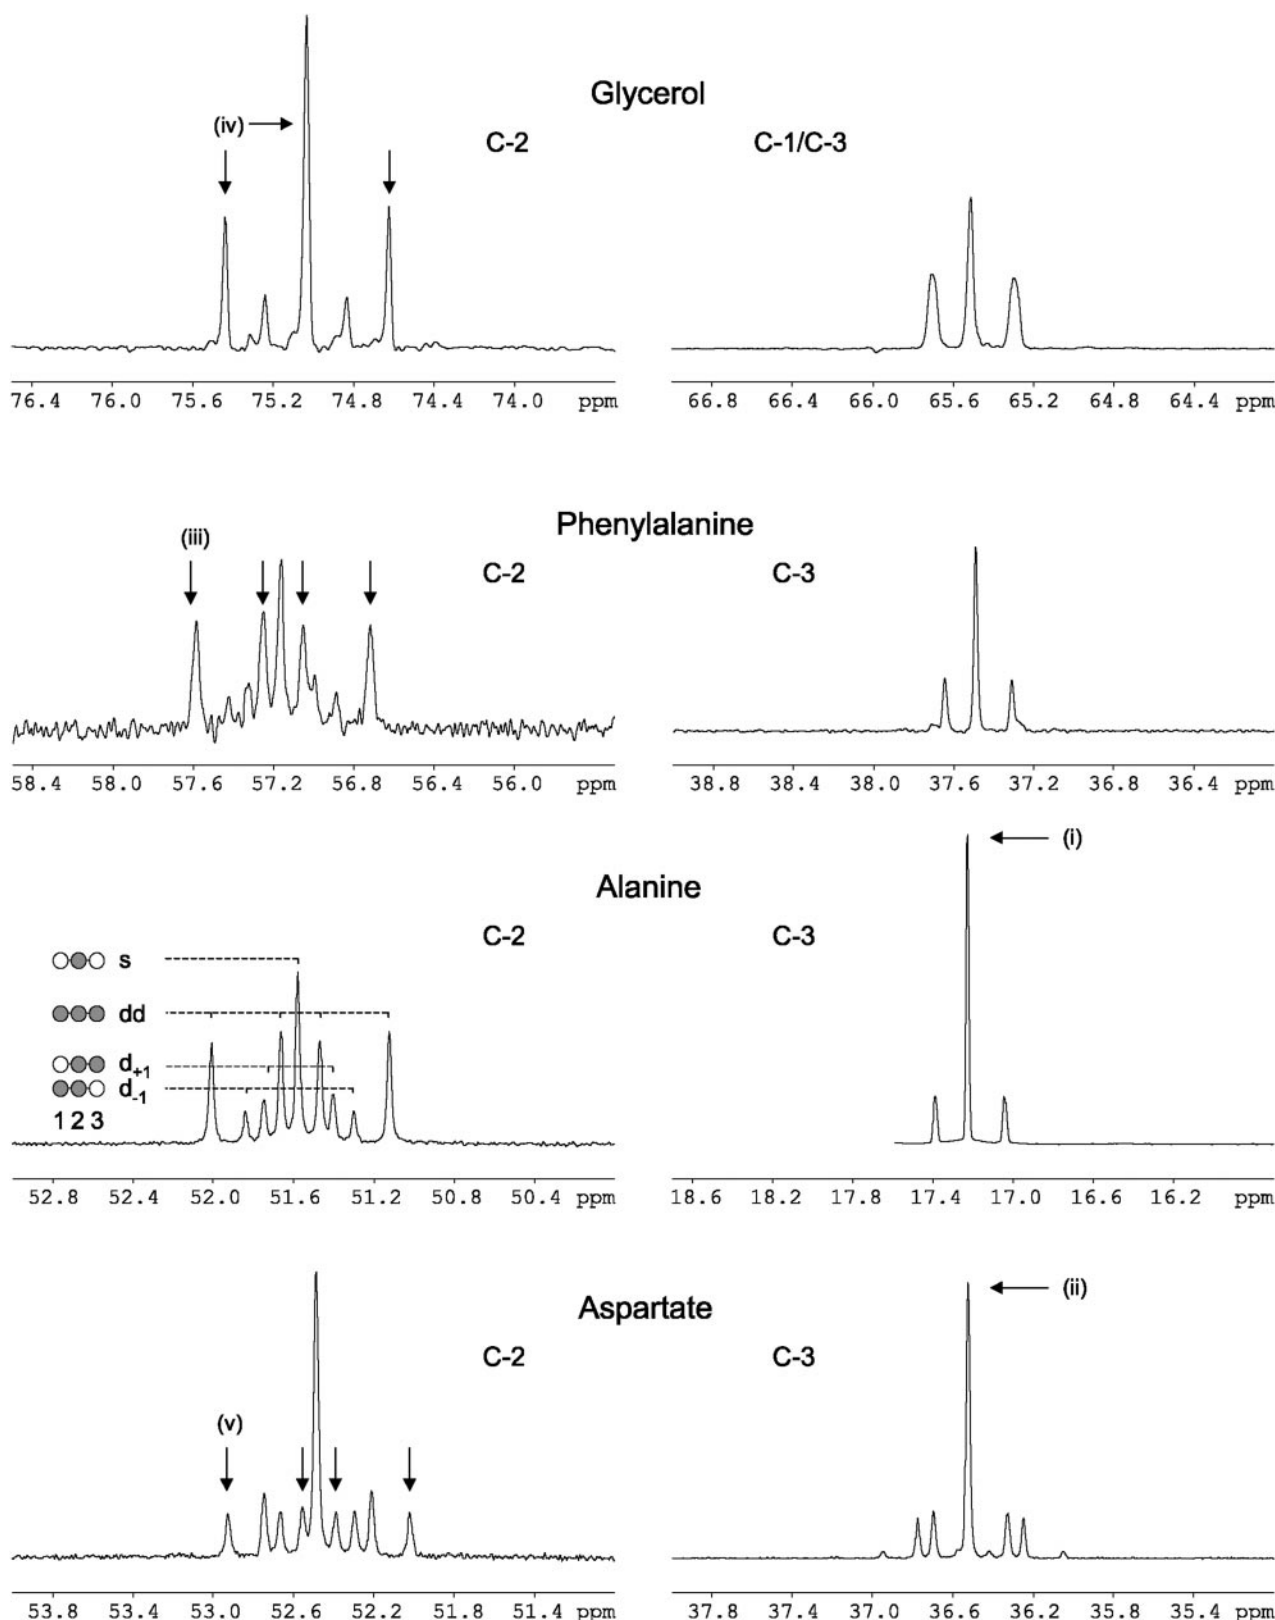 Glycerol
(iv)
C-2
C-1/C-3
76.4 76.0 75.6 75.2 74.8 74.4 74.0 ppm
66.8 66.4 66.0 65.6 65.2 64.8 64.4 ppm
Phenylalanine
(iii)
C-2
C-3
58.4 58.0 57.6 57.2 56.8 56.4 56.0 ppm
38.8 38.4 38.0 37.6 37.2 36.8 36.4 ppm
(i)
Alanine
C-2
C-3
s
dd
d+1
d-1
1 2 3
52.8 52.4 52.0 51.6 51.2 50.8 50.4 ppm
18.6 18.2 17.8 17.4 17.0 16.6 16.2 ppm
(ii)
Aspartate
C-2
C-3
(v)
53.8 53.4 53.0 52.6 52.2 51.8 51.4 ppm
37.8 37.4 37.0 36.6 36.2 35.8 35.4 ppm